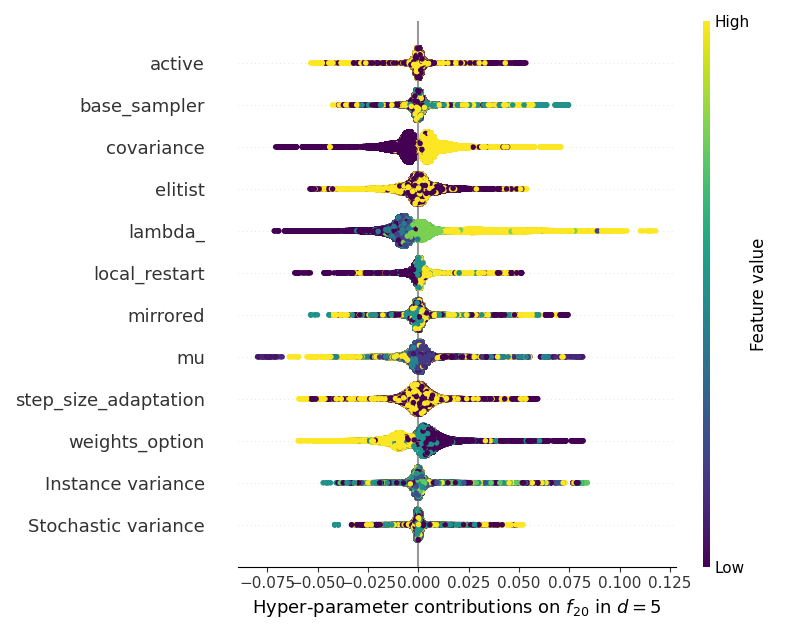 High
active
base_sampler
covariance
elitist
lambda_
local_restart
mirrored
mu
step_size_adaptation
weights_option
Instance variance
Stochastic variance
Feature value
Low
−0.075 −0.050 −0.025 0.000 0.025 0.050 0.075 0.100 0.125
Hyper-parameter contributions on f₂₀ in d = 5